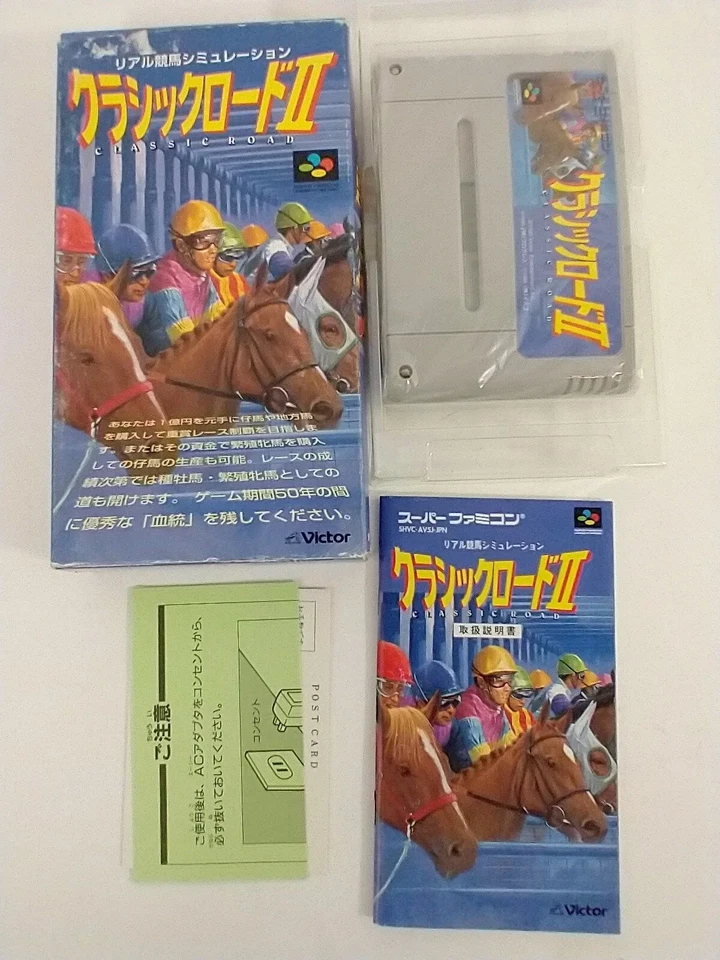 リアル競馬シミュレーション
クラシックロードII
CLASSIC ROAD
あなたは1億円を元手に仔馬や地方馬
を購入して重賞レース制覇を目指しま
す。またはその資金で繁殖牝馬を購入
しての仔馬の生産も可能。レースの成
績次第では種牡馬・繁殖牝馬としての
道も開けます。ゲーム期間50年の間
に優秀な「血統」を残してください。
Victor
クラシックロードII
CLASSIC ROAD
スーパーファミコン®
SHVC-AVSJ-JPN
リアル競馬シミュレーション
クラシックロードII
CLASSIC ROAD
取扱説明書
Victor
ちゅうい
ご注意
ご使用後は、ACアダプタをコンセントから、
必ず抜いておいてください。
コンセント
POST CARD